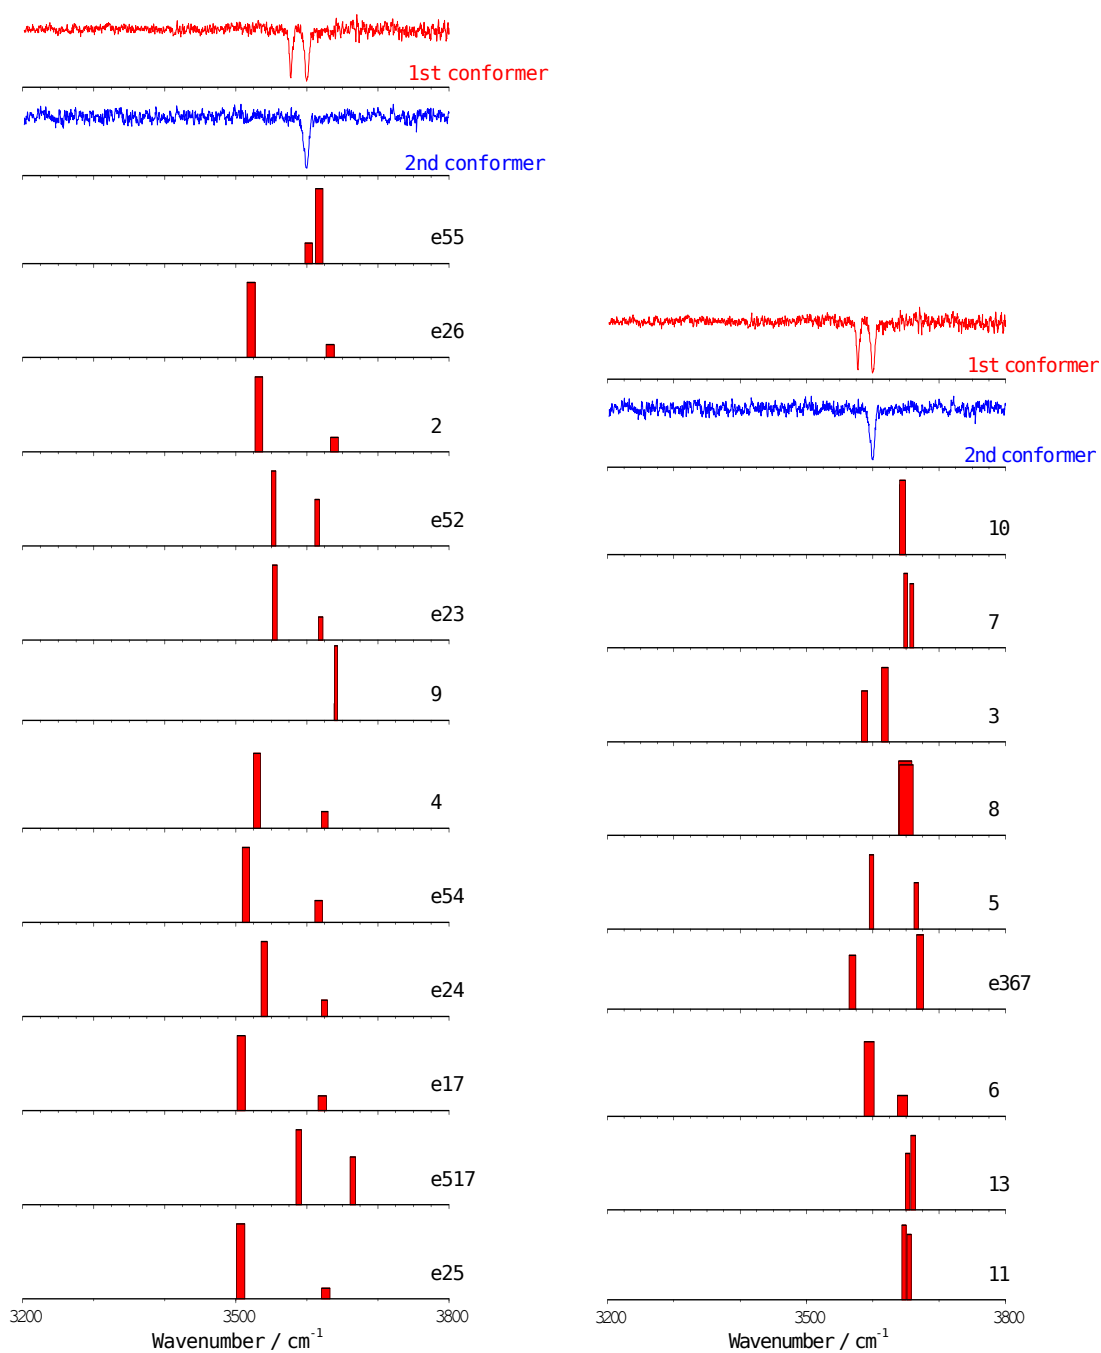 1st conformer
2nd conformer
e55
e26
2
e52
e23
9
4
e54
e24
e17
e517
e25
3200 3500 3800
Wavenumber / cm-1
1st conformer
2nd conformer
10
7
3
8
5
e367
6
13
11
3200 3500 3800
Wavenumber / cm-1